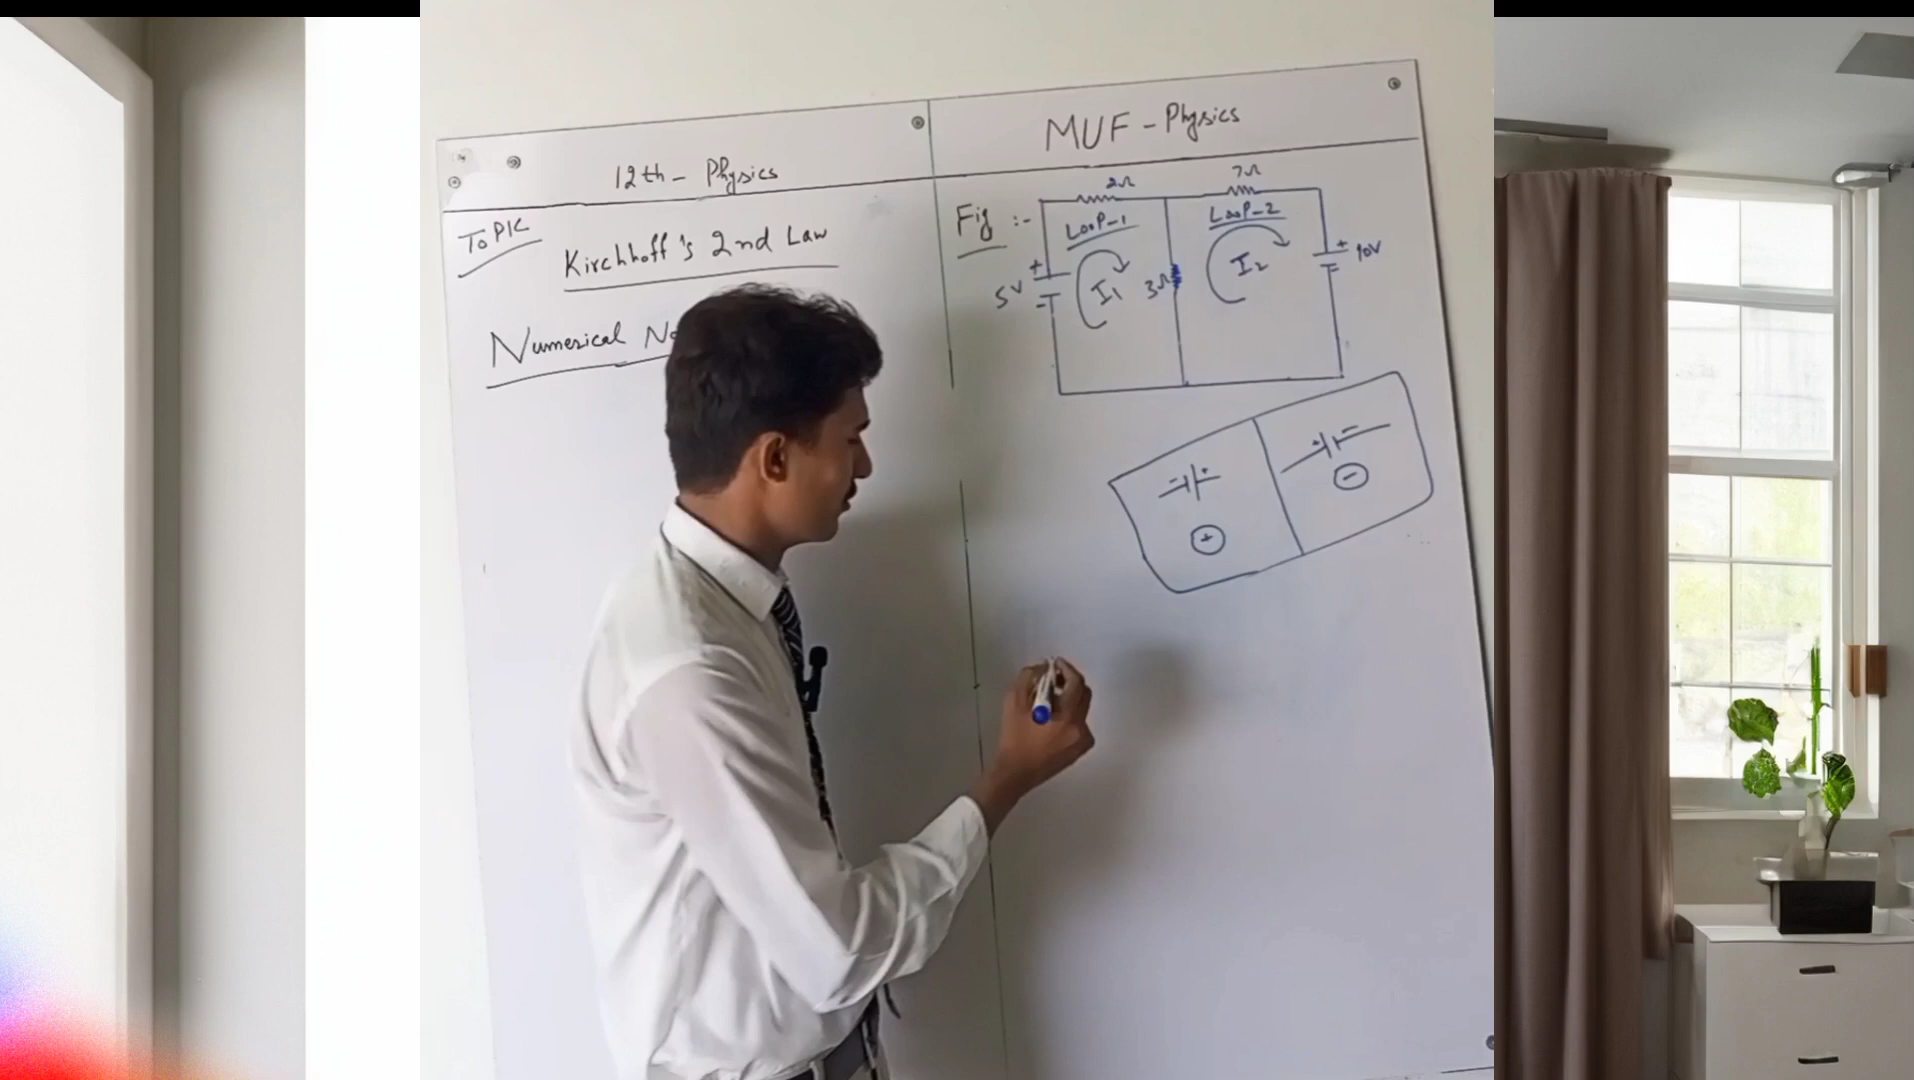 12th - Physics
MUF - Physics
TOPIC
Kirchhoff's 2nd Law
Numerical
Fig :-
2Ω
7Ω
LOOP-1
LOOP-2
+
+
5V
I1
3Ω
I2
10V
-
-
- +
+ -
+
-